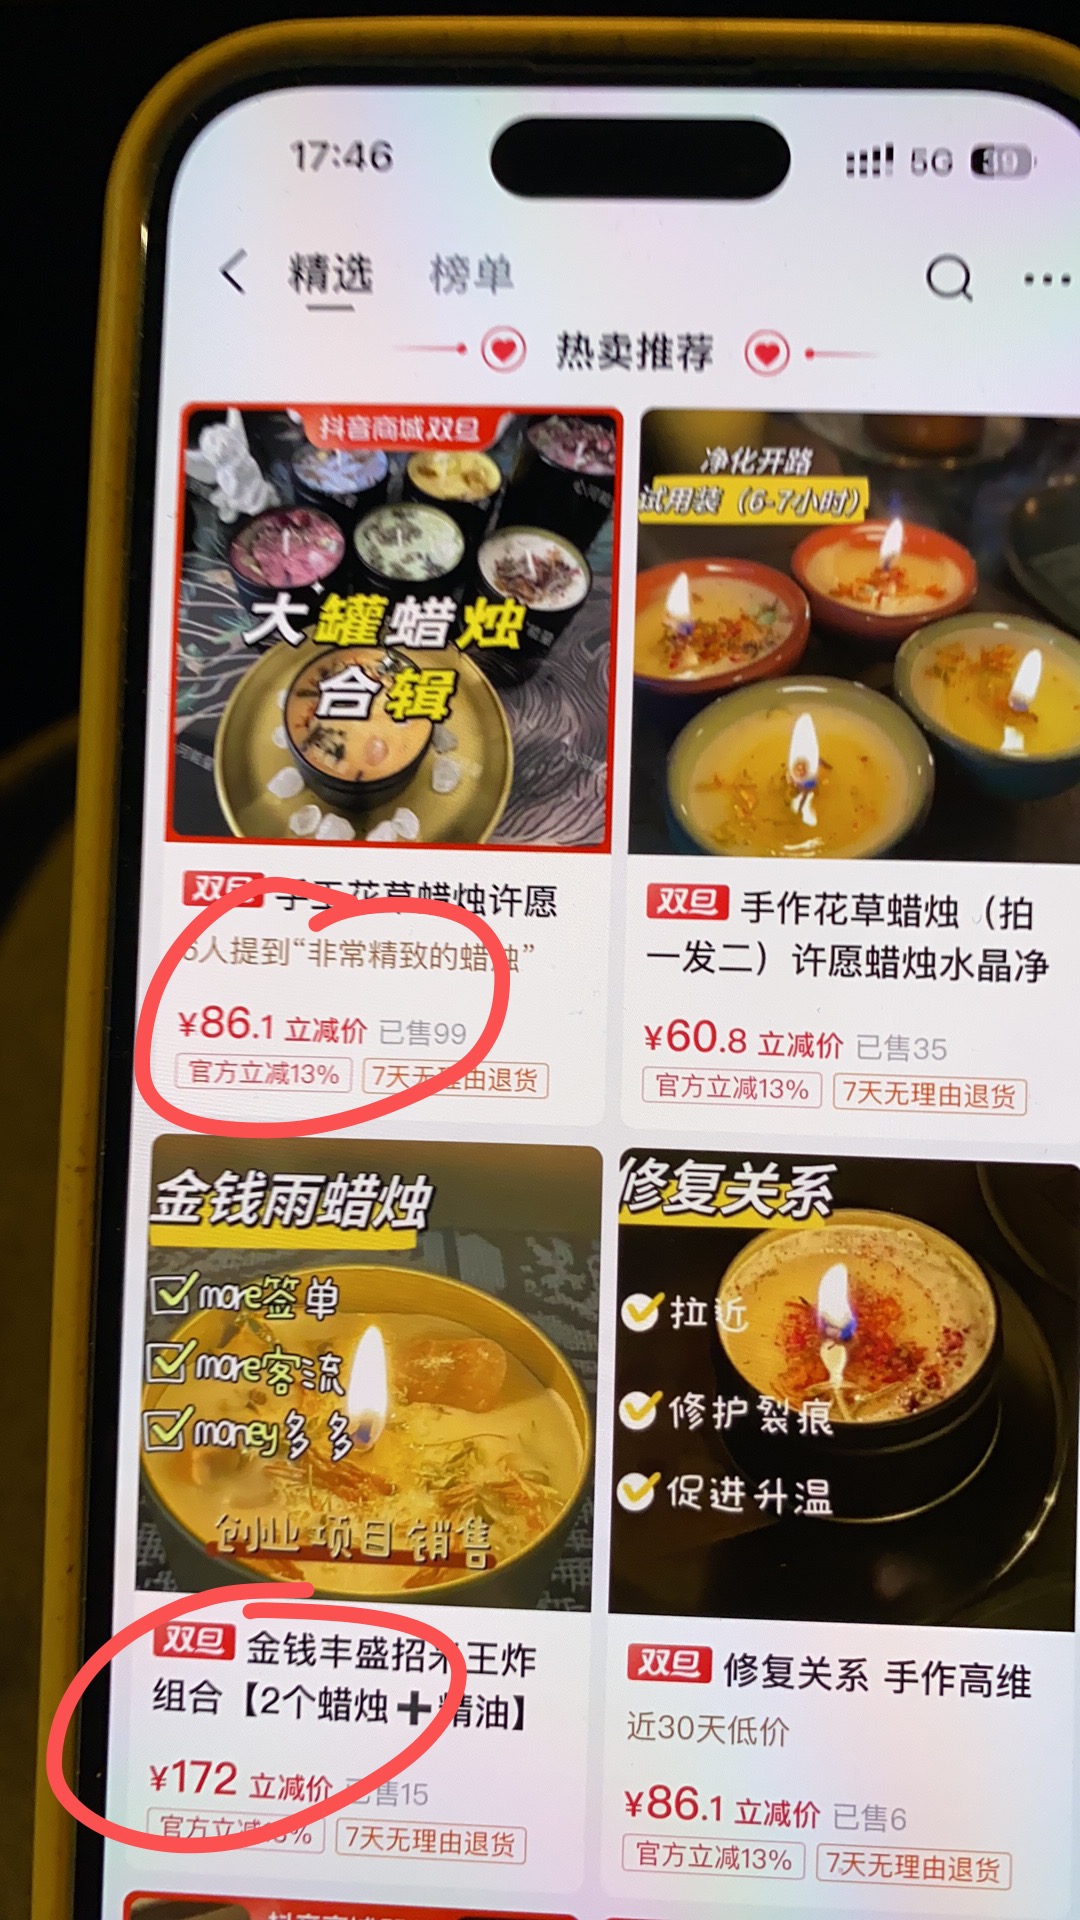 17:46
5G 39
精选 榜单
热卖推荐
抖音商城双旦
大罐蜡烛
合辑
双旦 手工花草蜡烛许愿
6人提到“非常精致的蜡烛”
¥86.1 立减价 已售99
官方立减13% 7天无理由退货
净化开路
试用装（6-7小时）
双旦 手作花草蜡烛（拍
一发二）许愿蜡烛水晶净
¥60.8 立减价 已售35
官方立减13% 7天无理由退货
金钱雨蜡烛
more签单
more客流
money多多
创业项目销售
双旦 金钱丰盛招来王炸
组合【2个蜡烛➕精油】
¥172 立减价 已售15
官方立减13% 7天无理由退货
修复关系
拉近
修护裂痕
促进升温
双旦 修复关系 手作高维
近30天低价
¥86.1 立减价 已售6
官方立减13% 7天无理由退货